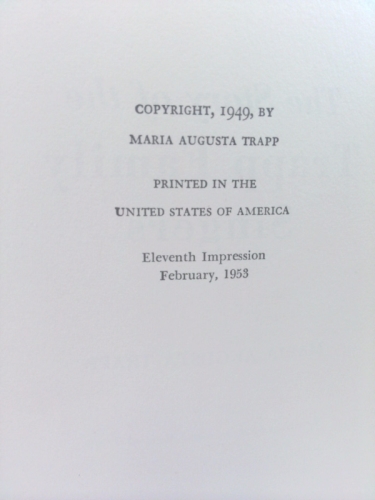 COPYRIGHT, 1949, BY
MARIA AUGUSTA TRAPP
PRINTED IN THE
UNITED STATES OF AMERICA
Eleventh Impression
February, 1953